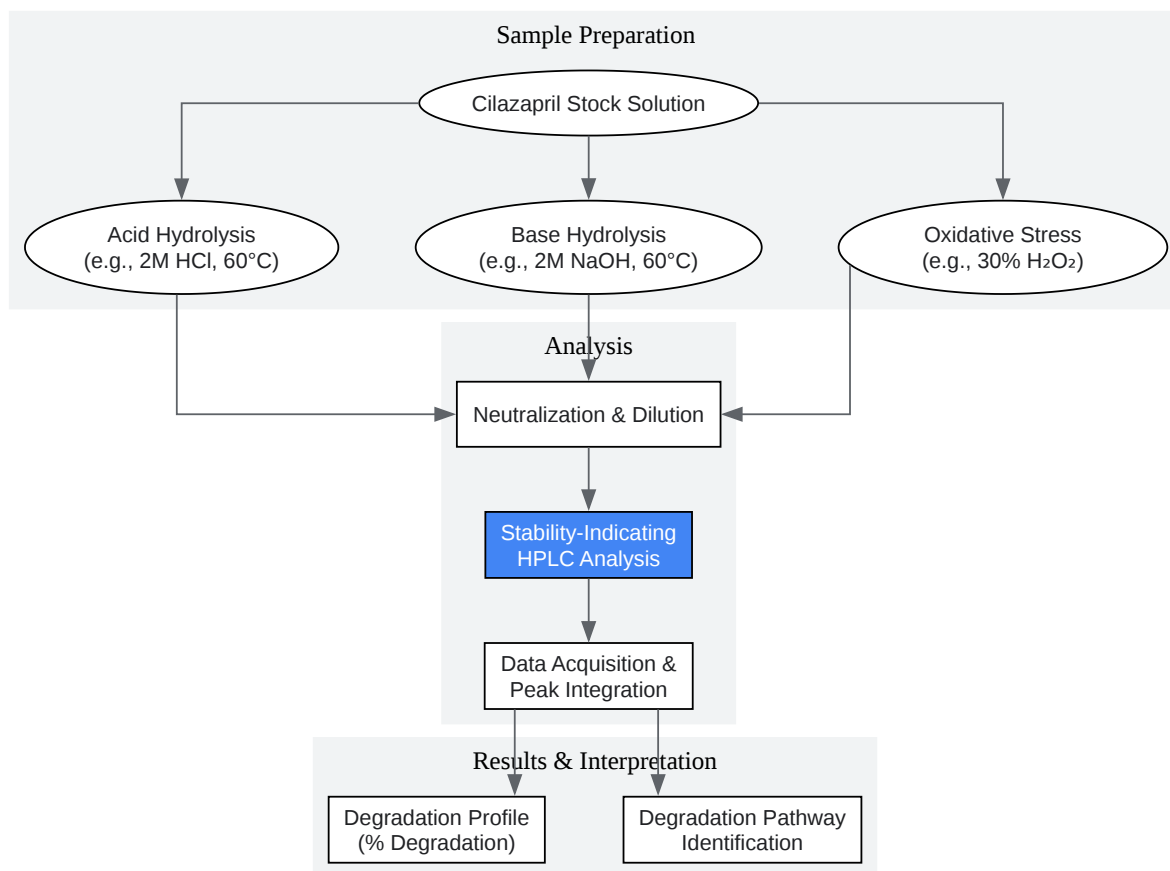 Sample Preparation
Cilazapril Stock Solution
Acid Hydrolysis
(e.g., 2M HCl, 60°C)
Base Hydrolysis
(e.g., 2M NaOH, 60°C)
Oxidative Stress
(e.g., 30% H₂O₂)
Analysis
Neutralization & Dilution
Stability-Indicating
HPLC Analysis
Data Acquisition &
Peak Integration
Results & Interpretation
Degradation Profile
(% Degradation)
Degradation Pathway
Identification